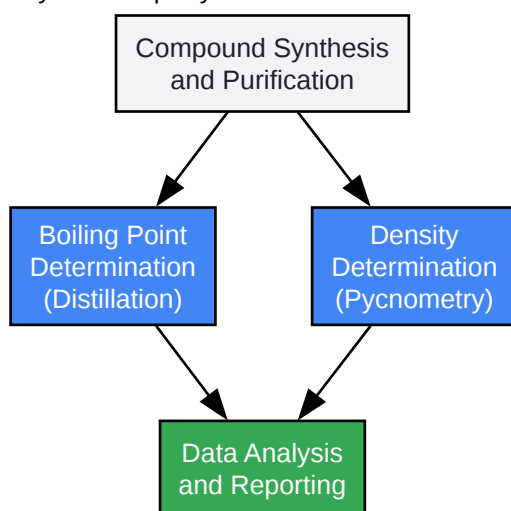 Compound Synthesis
and Purification
Boiling Point
Determination
(Distillation)
Density
Determination
(Pycnometry)
Data Analysis
and Reporting